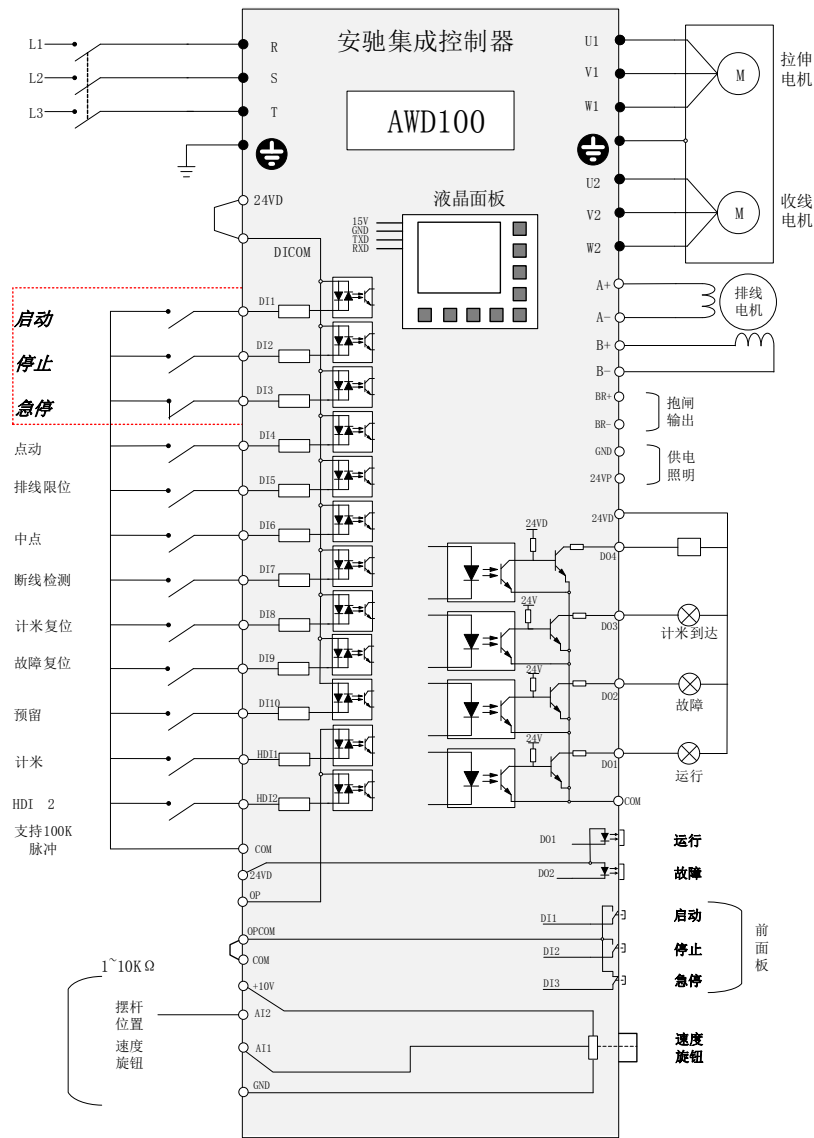 安驰集成控制器
AWD100
L1
L2
L3
R
S
T
24VD
DICOM
液晶面板
15V
GND
TXD
RXD
U1
V1
W1
U2
V2
W2
M
拉伸
电机
M
收线
电机
A+
A-
B+
B-
排线
电机
BR+
BR-
抱闸
输出
GND
24VP
供电
照明
启动
DI1
停止
DI2
急停
DI3
点动
DI4
排线限位
DI5
中点
DI6
断线检测
DI7
计米复位
DI8
故障复位
DI9
预留
DI10
计米
HDI1
HDI 2
HDI2
支持100K
脉冲
COM
24VD
OP
OPCOM
COM
24VD
24VD
DO4
24V
DO3
计米到达
24V
DO2
故障
24V
DO1
运行
COM
DO1
运行
DO2
故障
DI1
启动
DI2
停止
DI3
急停
前
面
板
1~10KΩ
+10V
摆杆
位置
AI2
速度
旋钮
AI1
GND
速度
旋钮